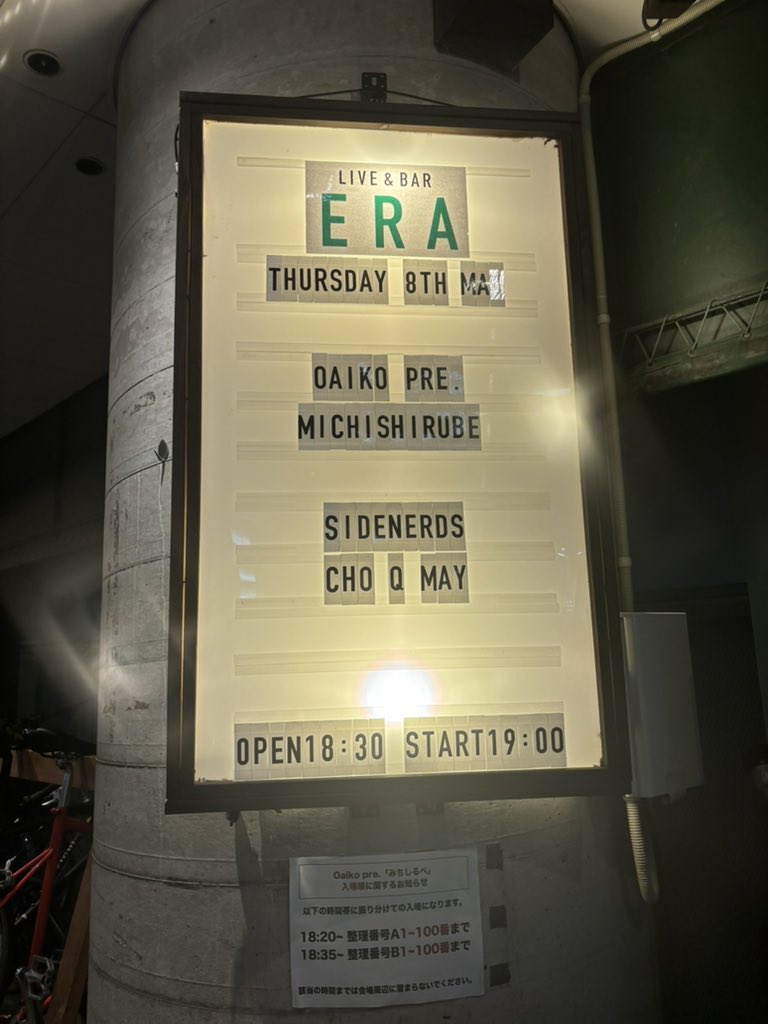 LIVE & BAR
ERA
THURSDAY 8TH MA
OAIKO PRE.
MICHISHIRUBE
SIDENERDS
CHO Q MAY
OPEN18:30 START19:00
Oaiko pre.「みちしるべ」
入場順に関するお知らせ
以下の時間帯に振り分けての入場になります。
18:20~ 整理番号A1~100番まで
18:35~ 整理番号B1~100番まで
該当の時間までは会場周辺に溜まらないでください。